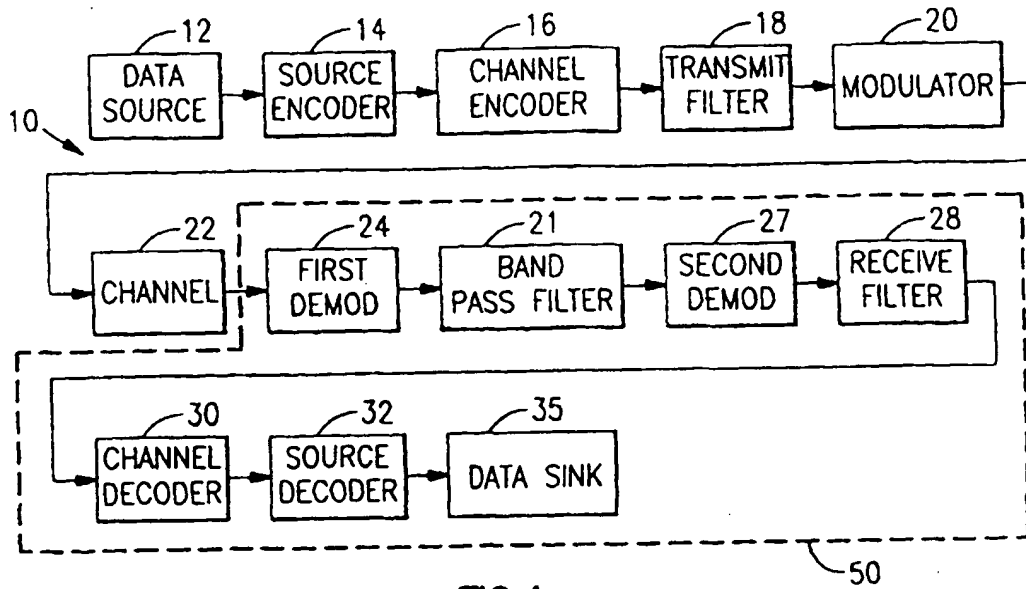 12
14
16
18
20
DATA
SOURCE
SOURCE
ENCODER
CHANNEL
ENCODER
TRANSMIT
FILTER
MODULATOR
10
22
24
21
27
28
CHANNEL
FIRST
DEMOD
BAND
PASS FILTER
SECOND
DEMOD
RECEIVE
FILTER
30
32
35
CHANNEL
DECODER
SOURCE
DECODER
DATA SINK
50